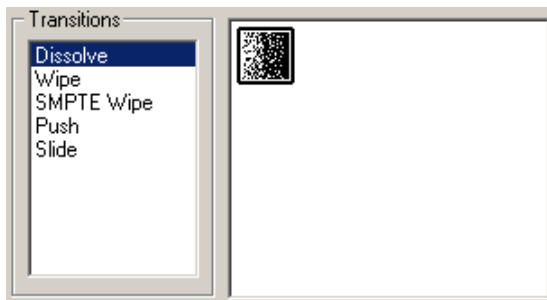 Transitions
Dissolve
Wipe
SMPTE Wipe
Push
Slide